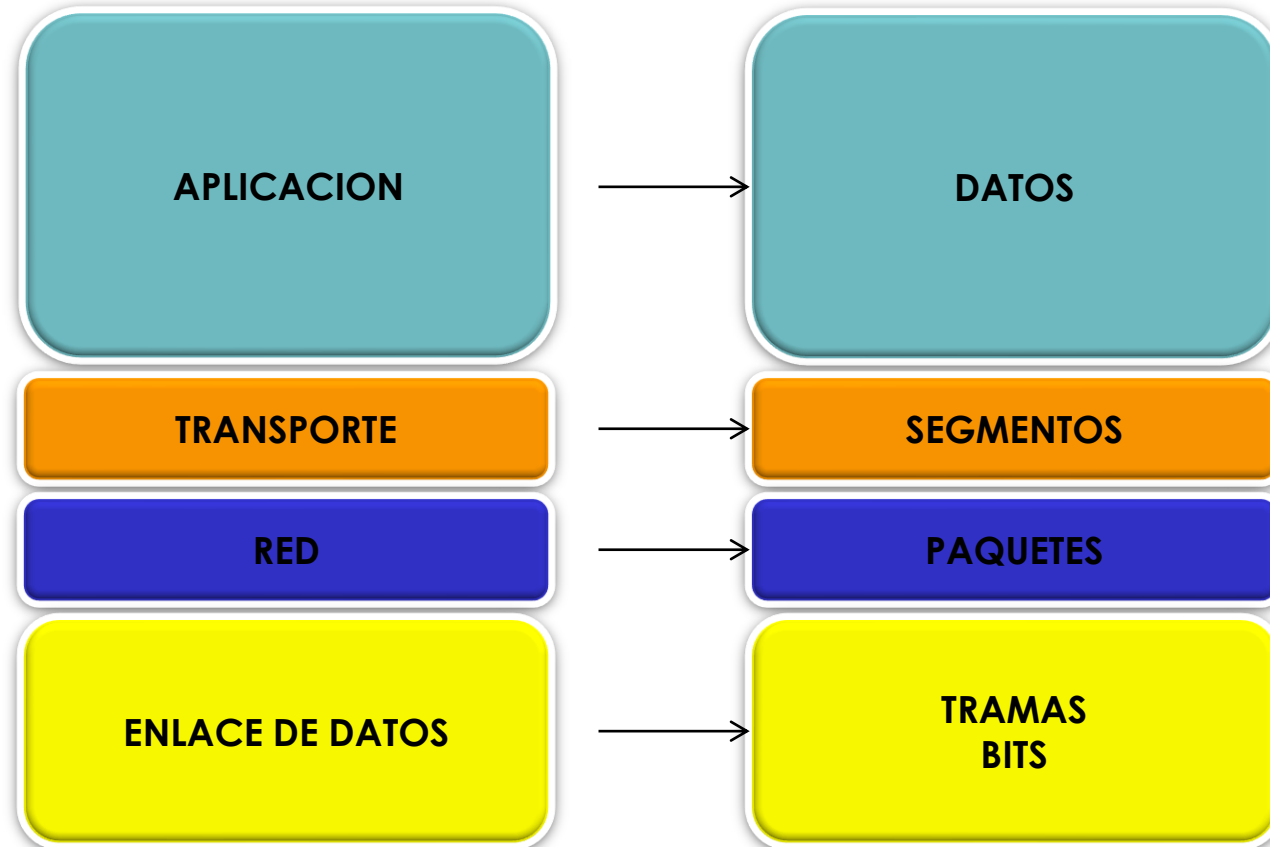 APLICACION
DATOS
TRANSPORTE
SEGMENTOS
RED
PAQUETES
ENLACE DE DATOS
TRAMAS
BITS